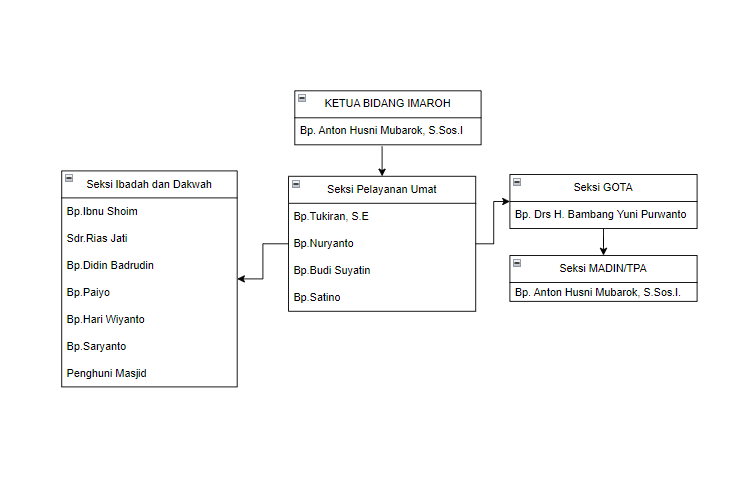 KETUA BIDANG IMAROH
Bp. Anton Husni Mubarok, S.Sos.I
Seksi Ibadah dan Dakwah
Bp.Ibnu Shoim
Sdr.Rias Jati
Bp.Didin Badrudin
Bp.Paiyo
Bp.Hari Wiyanto
Bp.Saryanto
Penghuni Masjid
Seksi Pelayanan Umat
Bp.Tukiran, S.E
Bp.Nuryanto
Bp.Budi Suyatin
Bp.Satino
Seksi GOTA
Bp. Drs H. Bambang Yuni Purwanto
Seksi MADIN/TPA
Bp. Anton Husni Mubarok, S.Sos.I.